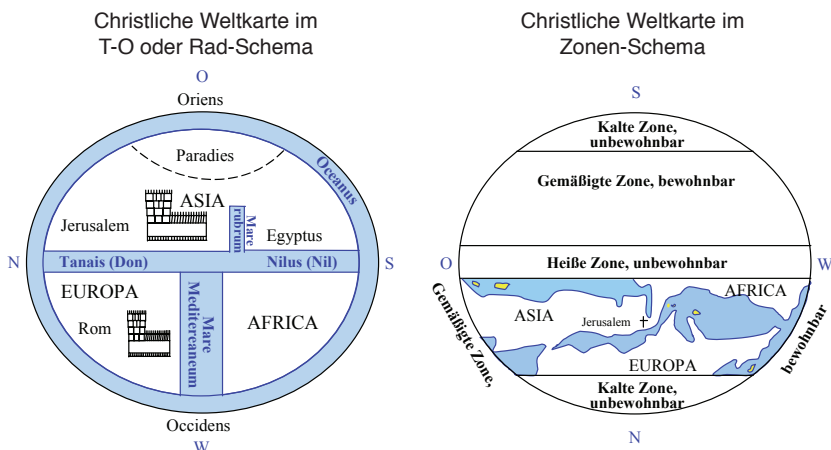 Christliche Weltkarte im
T-O oder Rad-Schema
O
Oriens
Paradies
Oceanus
ASIA
Jerusalem
Mare
rubrum
Egyptus
N
Tanais (Don)
Nilus (Nil)
S
EUROPA
Mare
Meditereaneum
AFRICA
Rom
Occidens
W
Christliche Weltkarte im
Zonen-Schema
S
Kalte Zone,
unbewohnbar
Gemäßigte Zone, bewohnbar
O
Heiße Zone, unbewohnbar
W
AFRICA
ASIA
Jerusalem
EUROPA
Gemäßigte Zone,
bewohnbar
Kalte Zone,
unbewohnbar
N